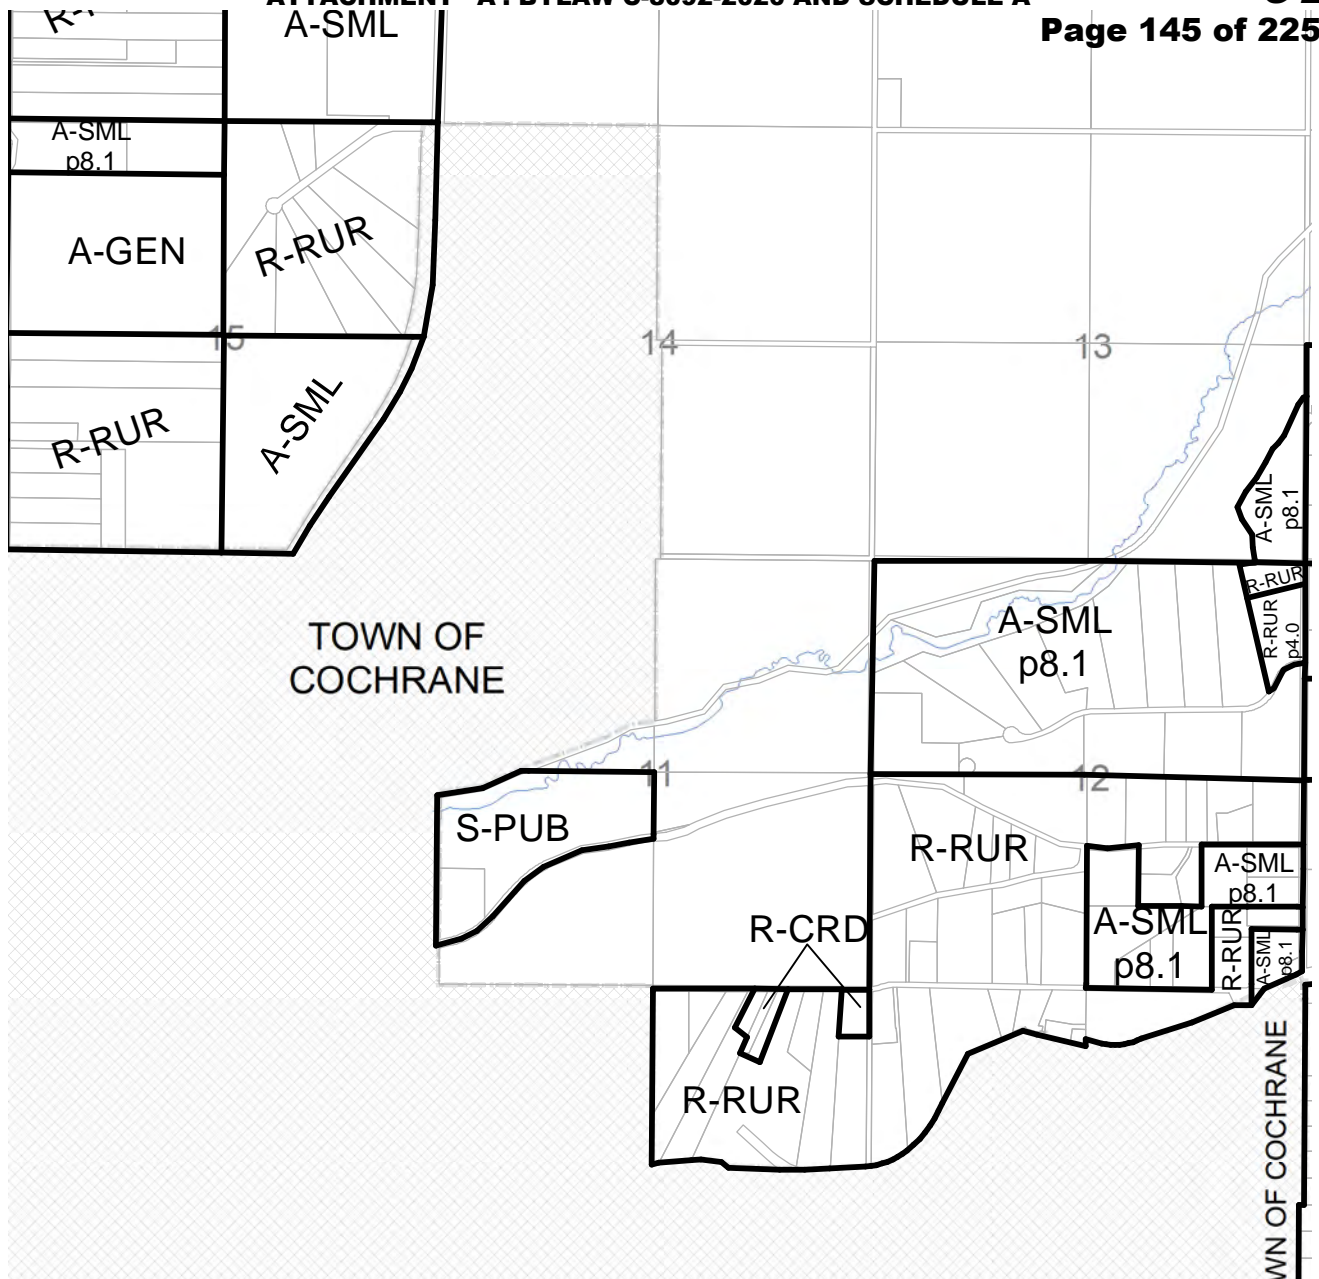 Page 145 of 225
A-SML
A-SML
p8.1
A-GEN
R-RUR
15
14
13
R-RUR
A-SML
A-SML
p8.1
R-RUR
R-RUR
p4.0
TOWN OF
COCHRANE
A-SML
p8.1
11
12
S-PUB
R-RUR
A-SML
p8.1
R-CRD
A-SML
p8.1
R-RUR
A-SML
p8.1
R-RUR
WN OF COCHRANE